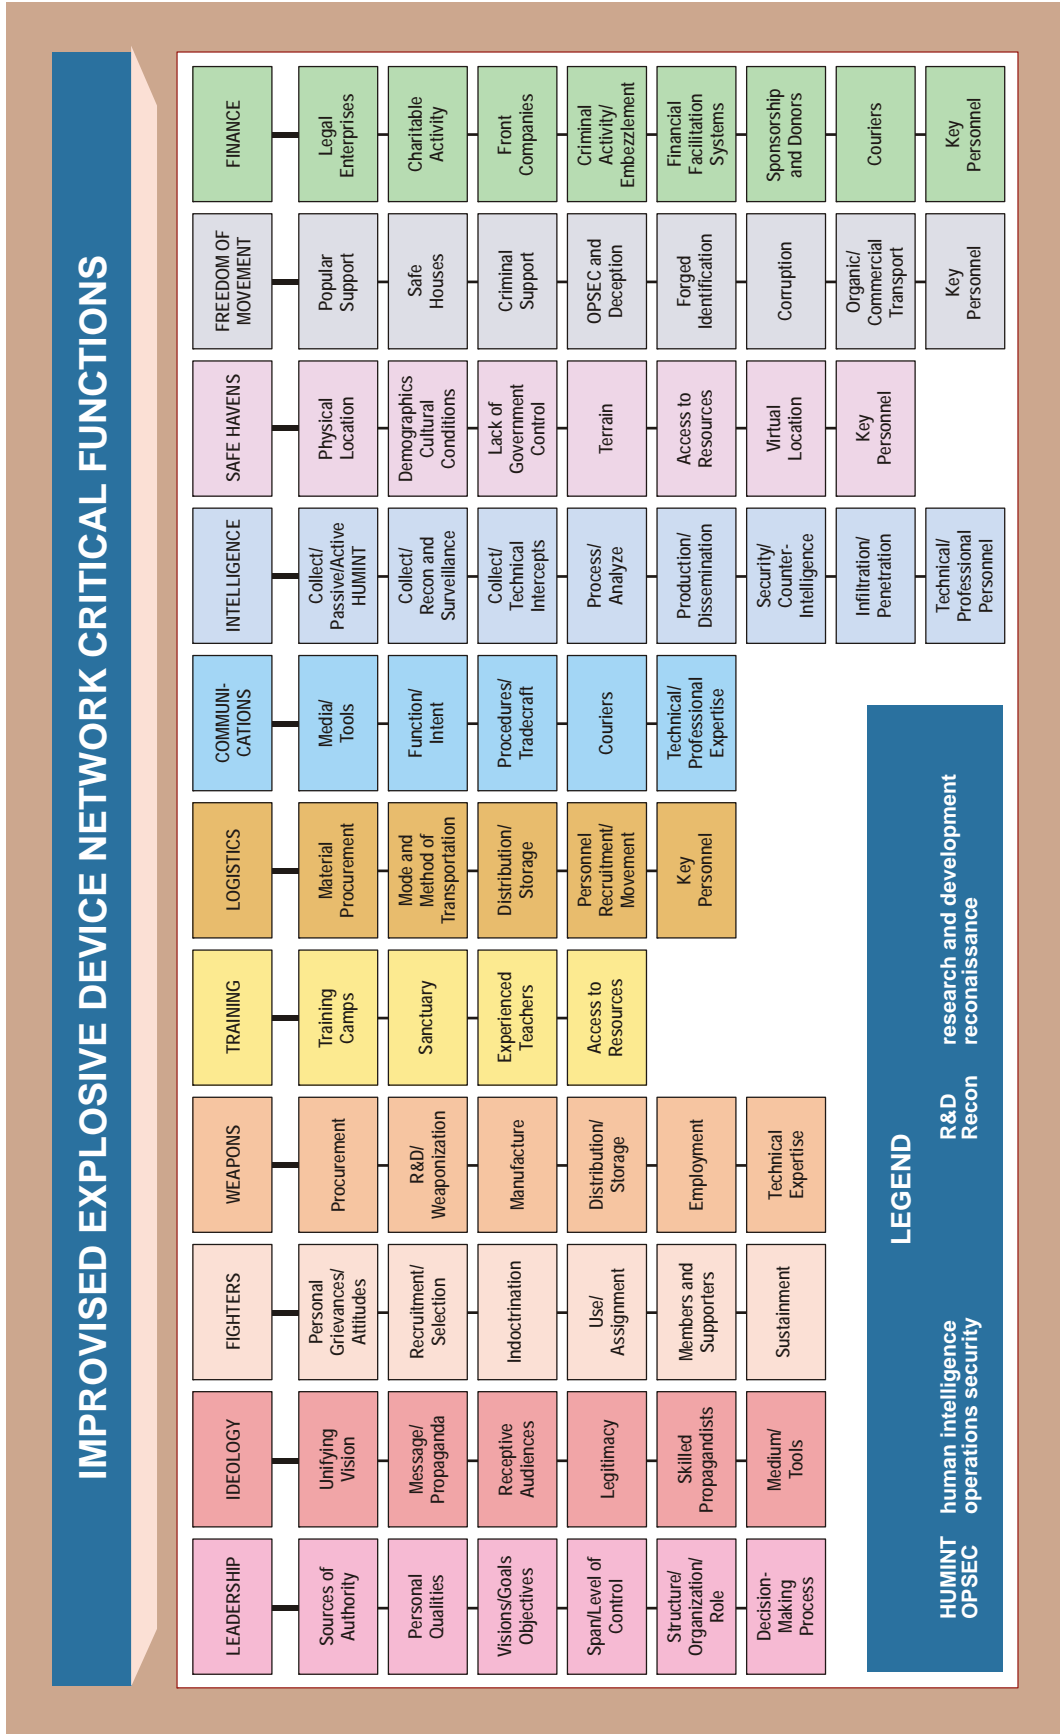 IMPROVISED EXPLOSIVE DEVICE NETWORK CRITICAL FUNCTIONS
LEADERSHIP
Sources of
Authority
Personal
Qualities
Visions/Goals
Objectives
Span/Level of
Control
Structure/
Organization/
Role
Decision-
Making
Process
IDEOLOGY
Unifying
Vision
Message/
Propaganda
Receptive
Audiences
Legitimacy
Skilled
Propagandists
Medium/
Tools
FIGHTERS
Personal
Grievances/
Attitudes
Recruitment/
Selection
Indoctrination
Use/
Assignment
Members and
Supporters
Sustainment
WEAPONS
Procurement
R&D/
Weaponization
Manufacture
Distribution/
Storage
Employment
Technical
Expertise
TRAINING
Training
Camps
Sanctuary
Experienced
Teachers
Access to
Resources
LOGISTICS
Material
Procurement
Mode and
Method of
Transportation
Distribution/
Storage
Personnel
Recruitment/
Movement
Key
Personnel
COMMUNI-
CATIONS
Media/
Tools
Function/
Intent
Procedures/
Tradecraft
Couriers
Technical/
Professional
Expertise
INTELLIGENCE
Collect/
Passive/Active
HUMINT
Collect/
Recon and
Surveillance
Collect/
Technical
Intercepts
Process/
Analyze
Production/
Dissemination
Security/
Counter-
Intelligence
Infiltration/
Penetration
Technical/
Professional
Personnel
SAFE HAVENS
Physical
Location
Demographics
Cultural
Conditions
Lack of
Government
Control
Terrain
Access to
Resources
Virtual
Location
Key
Personnel
FREEDOM OF
MOVEMENT
Popular
Support
Safe
Houses
Criminal
Support
OPSEC and
Deception
Forged
Identification
Corruption
Organic/
Commercial
Transport
Key
Personnel
FINANCE
Legal
Enterprises
Charitable
Activity
Front
Companies
Criminal
Activity/
Embezzlement
Financial
Facilitation
Systems
Sponsorship
and Donors
Couriers
Key
Personnel
LEGEND
HUMINT human intelligence
OPSEC operations security
R&D research and development
Recon reconaissance